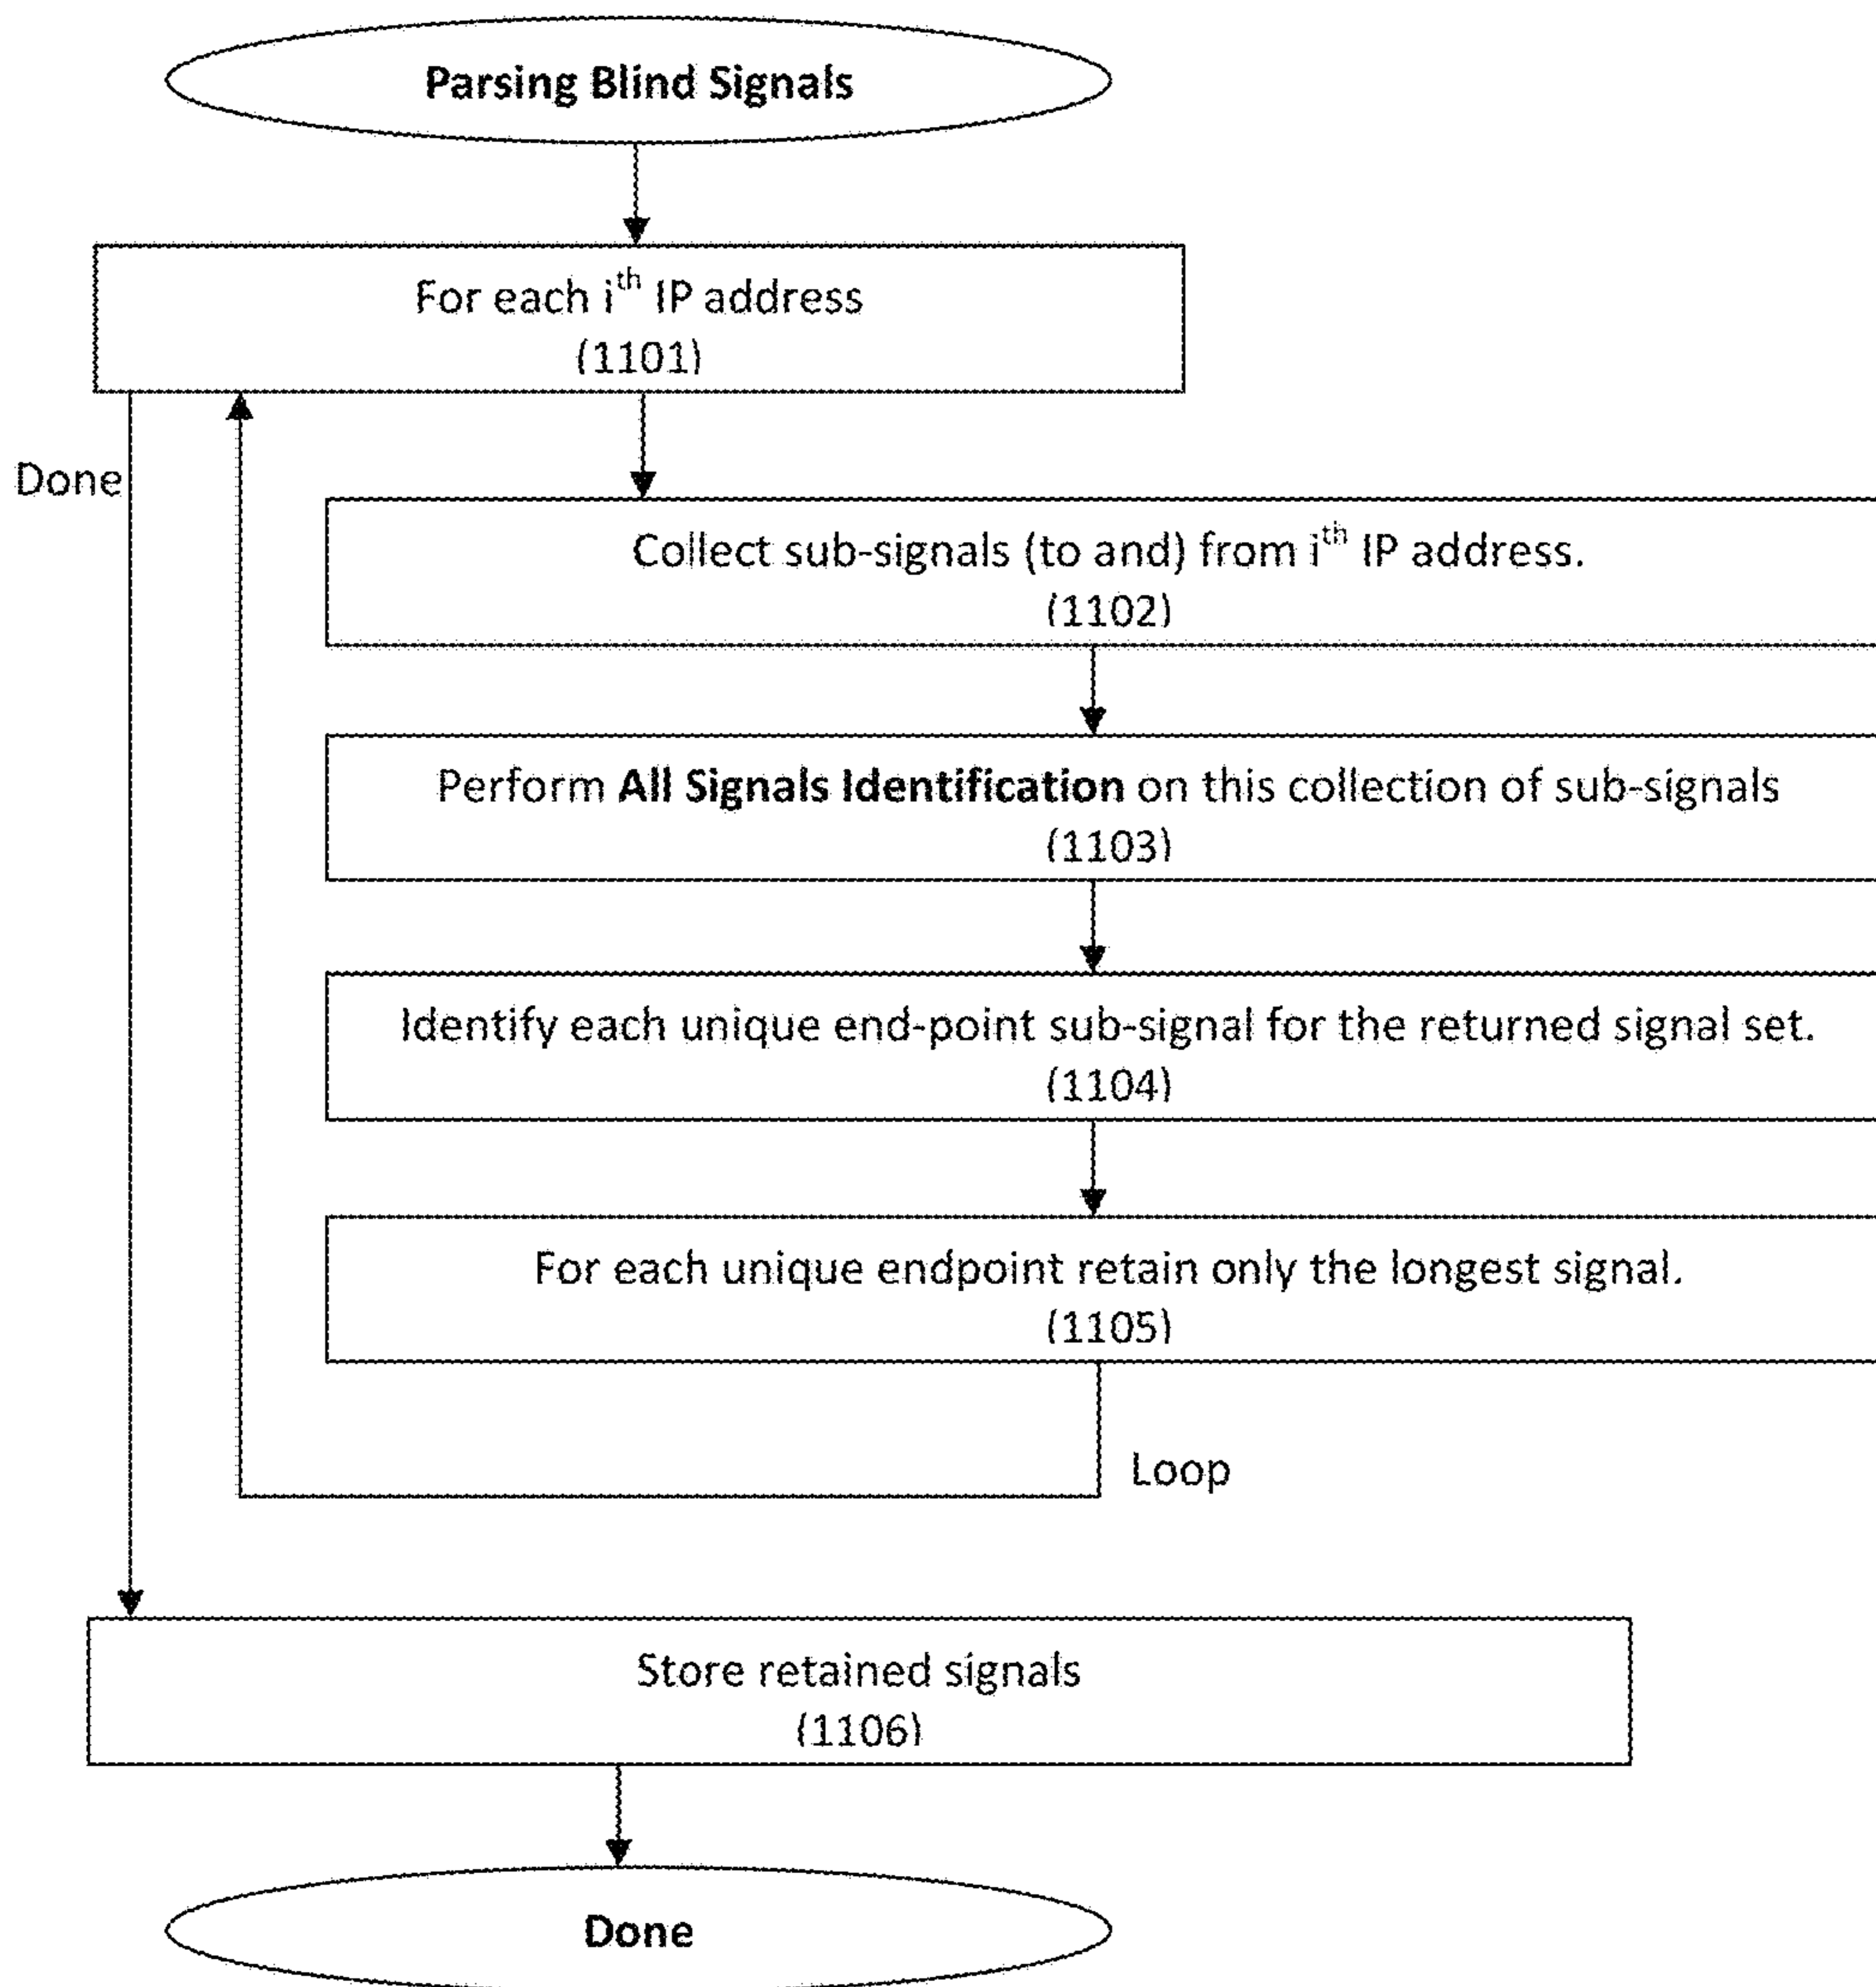 Parsing Blind Signals
For each ith IP address
(1101)
Done
Collect sub-signals (to and) from ith IP address.
(1102)
Perform All Signals Identification on this collection of sub-signals
(1103)
Identify each unique end-point sub-signal for the returned signal set.
(1104)
For each unique endpoint retain only the longest signal.
(1105)
Loop
Store retained signals
(1106)
Done